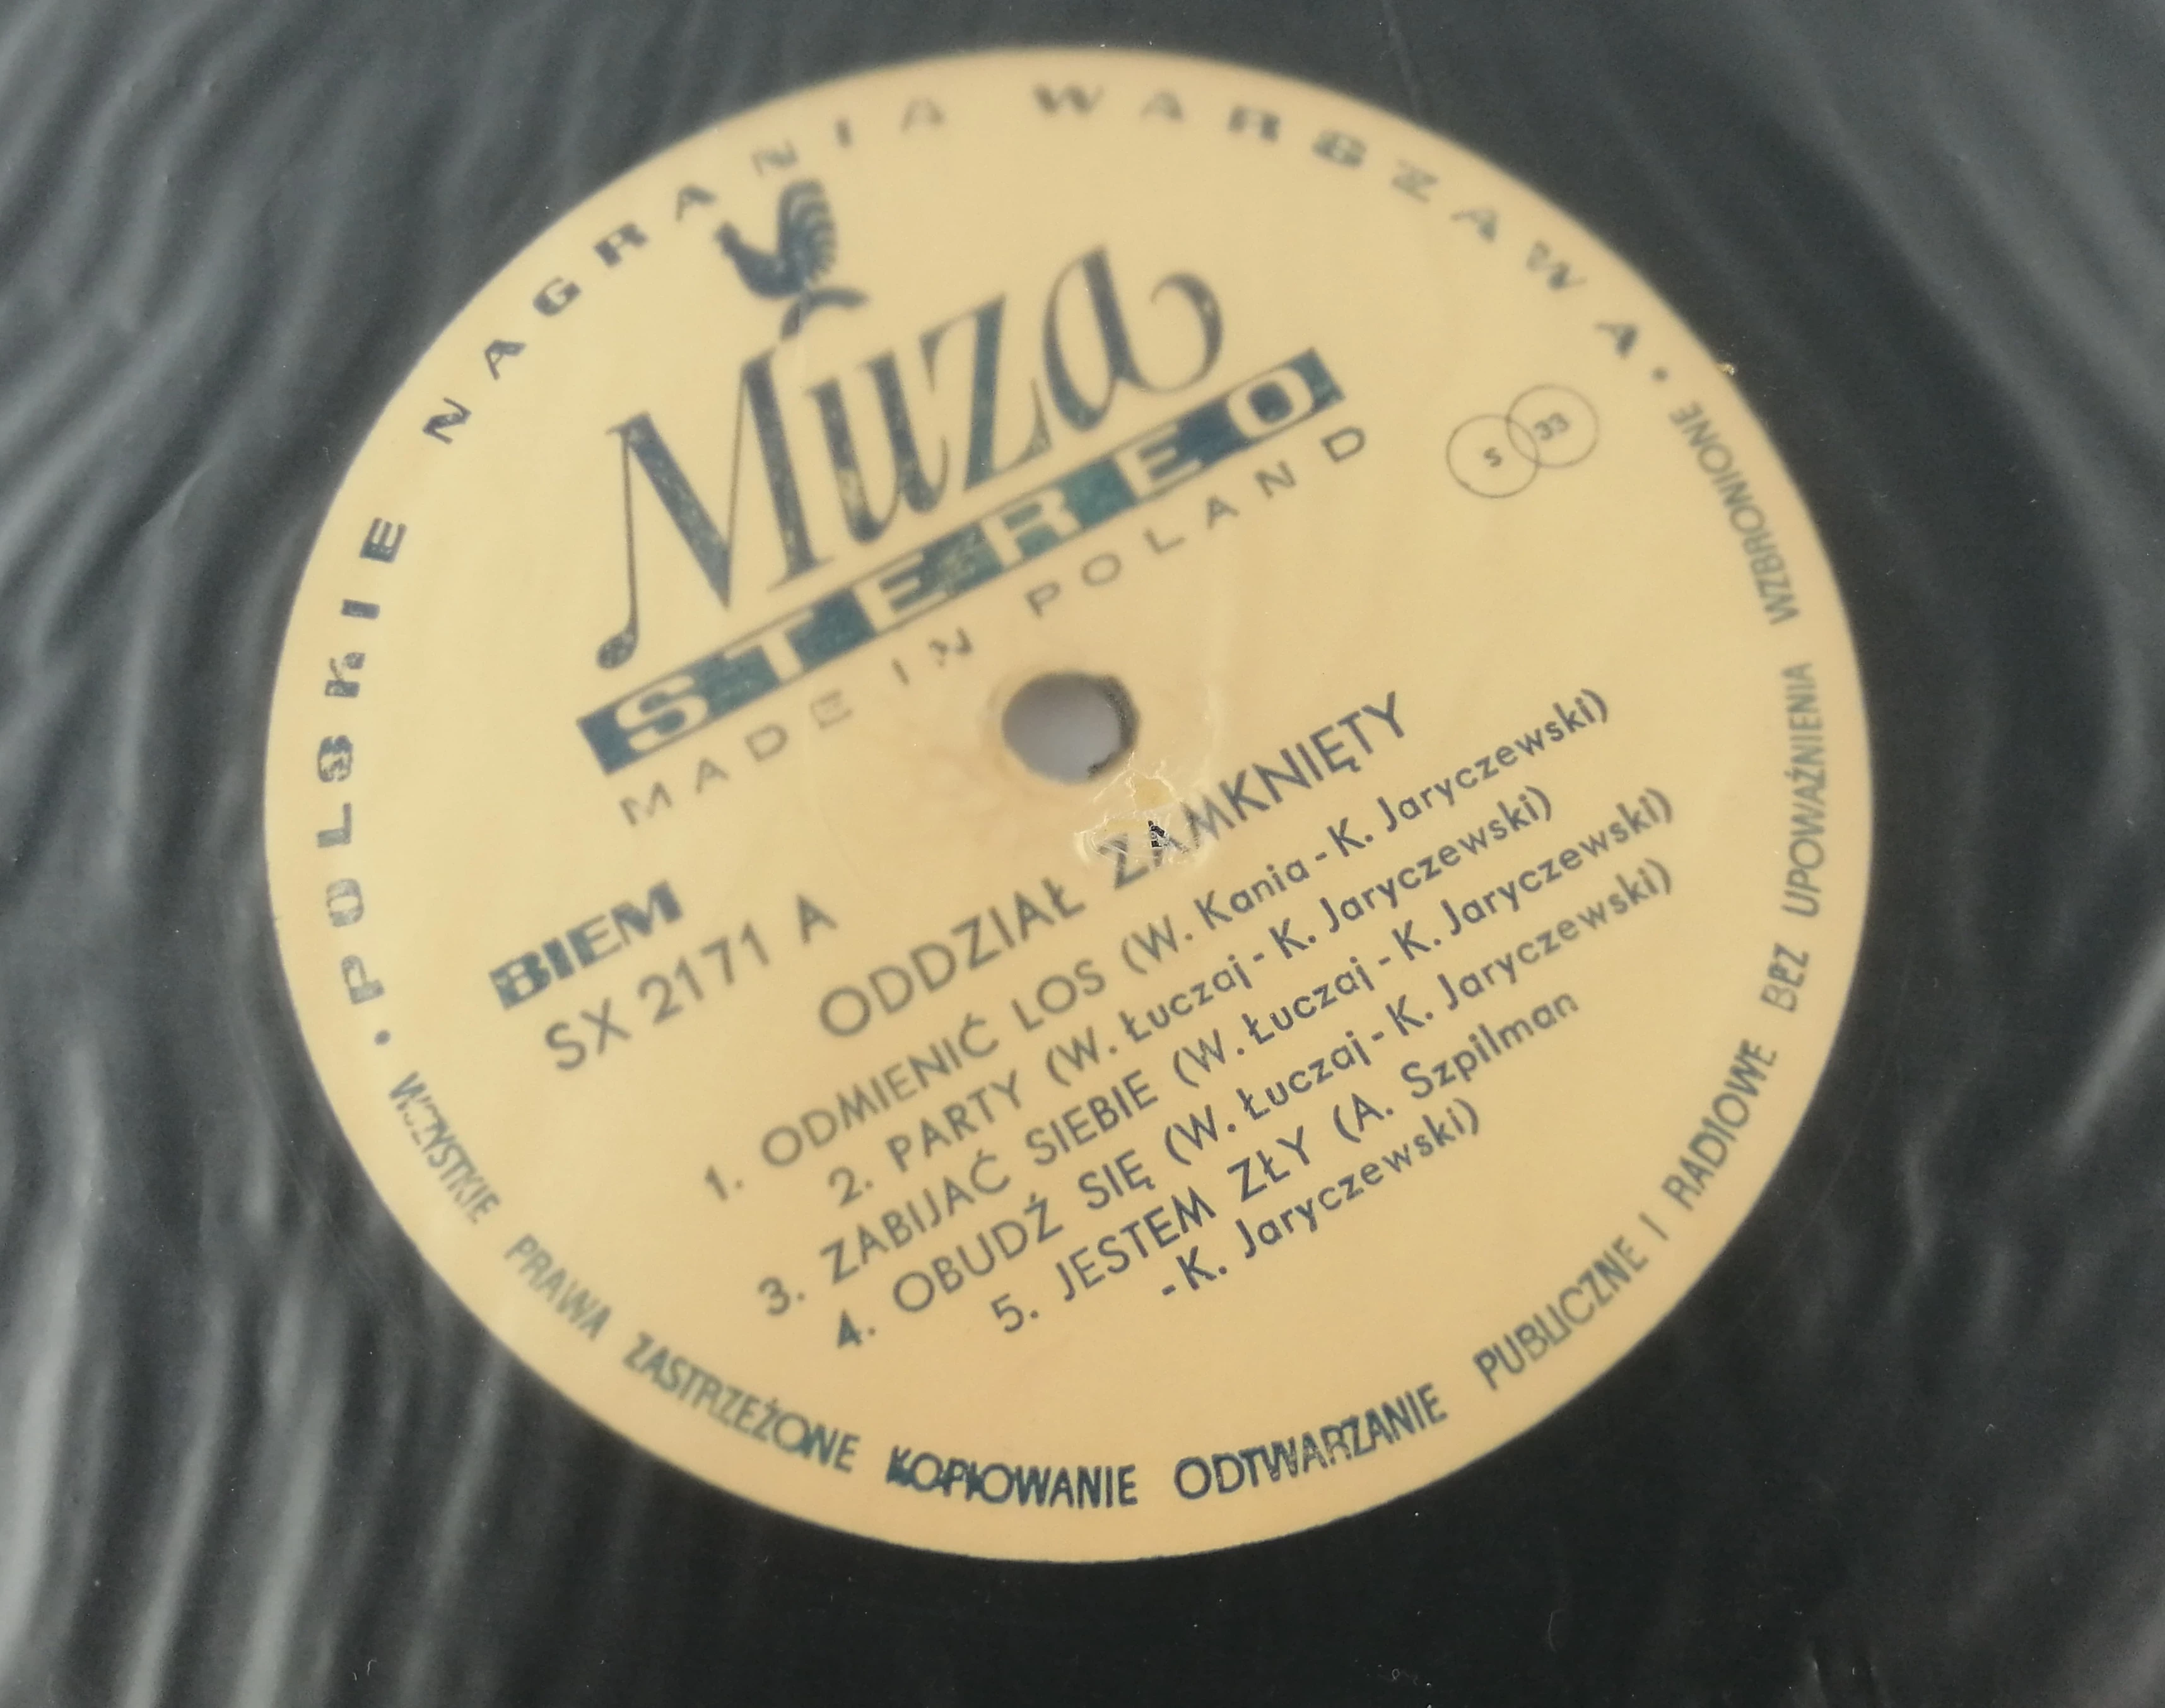 POLSKIE NAGRANIA WARSZAWA
Muza
STEREO
MADE IN POLAND
S 33
BIEM
SX 2171 A
ODDZIAŁ ZAMKNIĘTY
1. ODMIENIĆ LOS (W. Kania - K. Jaryczewski)
2. PARTY (W. Łuczaj - K. Jaryczewski)
3. ZABIJAĆ SIEBIE (W. Łuczaj - K. Jaryczewski)
4. OBUDŹ SIĘ (W. Łuczaj - K. Jaryczewski)
5. JESTEM ZŁY (A. Szpilman
- K. Jaryczewski)
• WSZYSTKIE PRAWA ZASTRZEŻONE KOPIOWANIE ODTWARZANIE PUBLICZNE I RADIOWE BEZ UPOWAŻNIENIA WZBRONIONE •